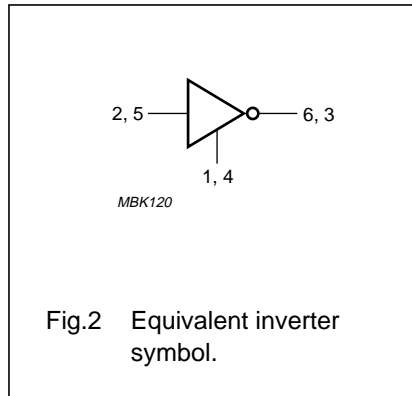 2, 5
6, 3
1, 4
MBK120
Fig.2 Equivalent inverter
symbol.